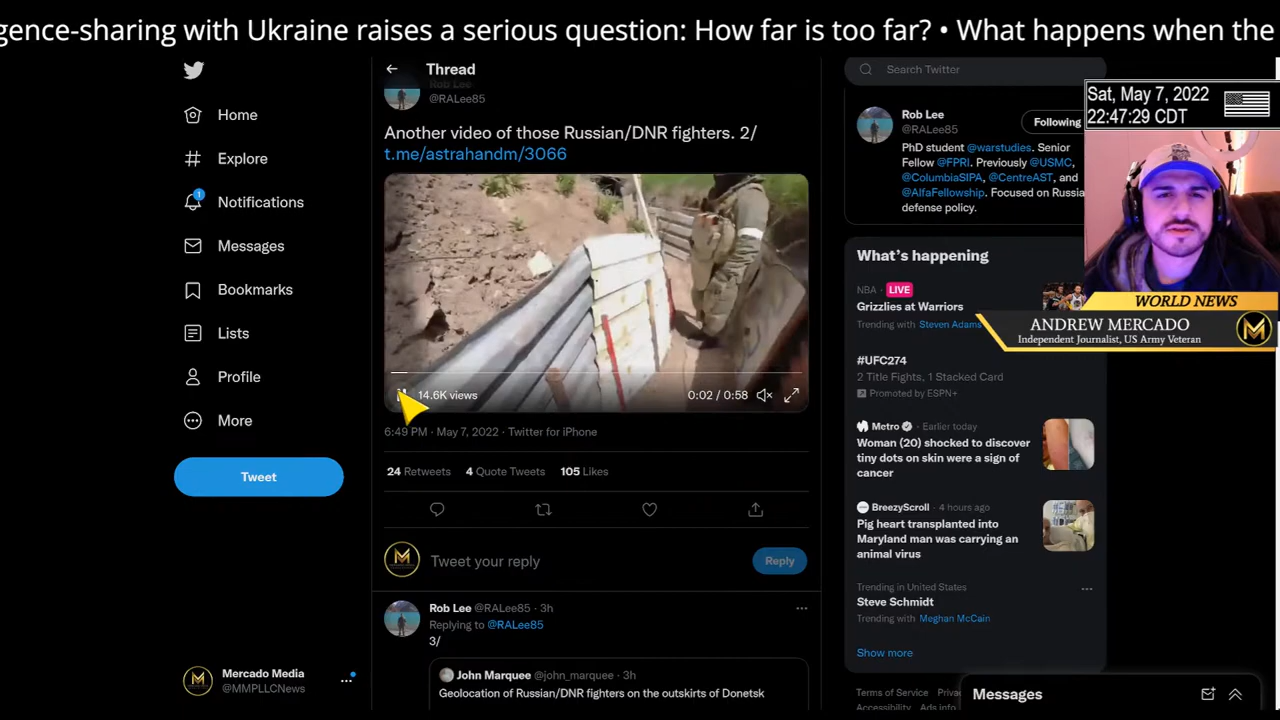 gence-sharing with Ukraine raises a serious question: How far is too far? • What happens when the
Home
Explore
1
Notifications
Messages
Bookmarks
Lists
Profile
More
Tweet
Mercado Media
@MMPLLCNews
Thread
Rob Lee
@RALee85
Another video of those Russian/DNR fighters. 2/
t.me/astrahandm/3066
14.6K views
0:02 / 0:58
6:49 PM · May 7, 2022 · Twitter for iPhone
24 Retweets 4 Quote Tweets 105 Likes
Tweet your reply
Reply
Rob Lee @RALee85 · 3h
Replying to @RALee85
3/
John Marquee @john_marquee · 3h
Geolocation of Russian/DNR fighters on the outskirts of Donetsk
Search Twitter
Rob Lee
@RALee85
Following
PhD student @warstudies. Senior
Fellow @FPRI. Previously @USMC,
@ColumbiaSIPA, @CentreAST, and
@AlfaFellowship. Focused on Russia
defense policy.
What's happening
NBA · LIVE
Grizzlies at Warriors
Trending with Steven Adams
#UFC274
2 Title Fights, 1 Stacked Card
Promoted by ESPN+
Metro · Earlier today
Woman (20) shocked to discover
tiny dots on skin were a sign of
cancer
BreezyScroll · 4 hours ago
Pig heart transplanted into
Maryland man was carrying an
animal virus
Trending in United States
Steve Schmidt
Trending with Meghan McCain
Show more
Terms of Service
Messages
Sat, May 7, 2022
22:47:29 CDT
WORLD NEWS
ANDREW MERCADO
Independent Journalist, US Army Veteran